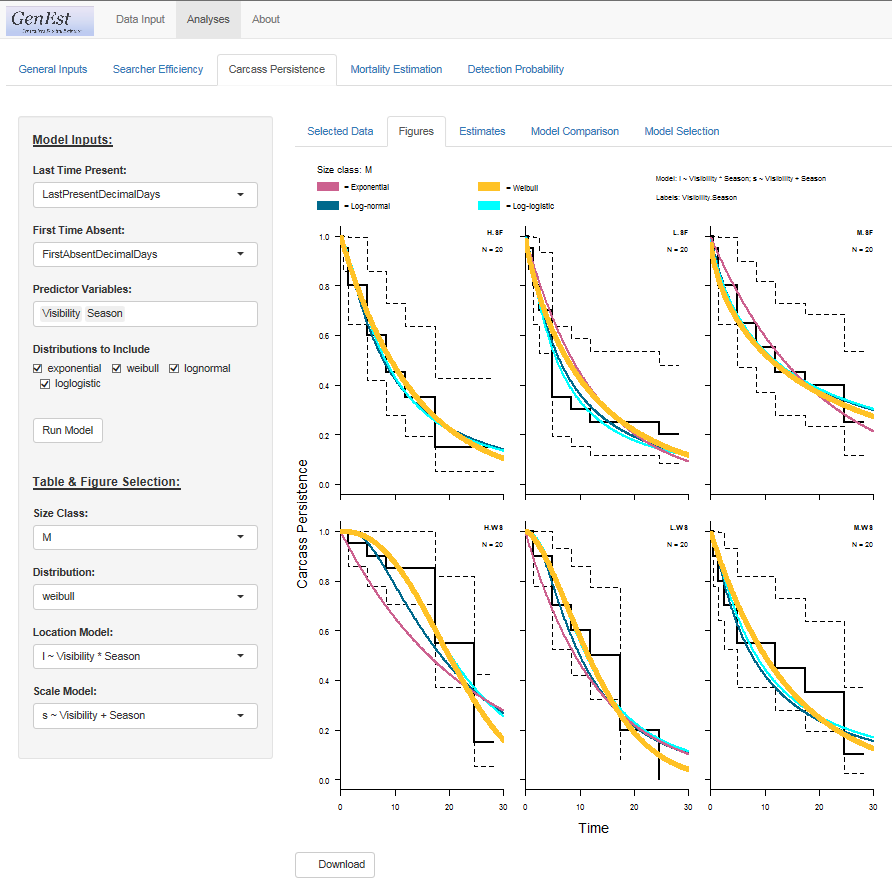 GenEst
Data Input
Analyses
About
General Inputs
Searcher Efficiency
Carcass Persistence
Mortality Estimation
Detection Probability
Model Inputs:
Last Time Present:
LastPresentDecimalDays
First Time Absent:
FirstAbsentDecimalDays
Predictor Variables:
Visibility Season
Distributions to Include
exponential weibull lognormal
loglogistic
Run Model
Table & Figure Selection:
Size Class:
M
Distribution:
weibull
Location Model:
l ~ Visibility * Season
Scale Model:
s ~ Visibility + Season
Selected Data
Figures
Estimates
Model Comparison
Model Selection
Size class: M
= Exponential
= Weibull
= Log-normal
= Log-logistic
Model: l ~ Visibility * Season; s ~ Visibility + Season
Labels: Visibility.Season
Carcass Persistence
1.0
0.8
0.6
0.4
0.2
0.0
H.SF
N = 20
L.SF
N = 20
M.SF
N = 20
1.0
0.8
0.6
0.4
0.2
0.0
H.WS
N = 20
L.WS
N = 20
M.WS
N = 20
0 10 20 30
0 10 20 30
0 10 20 30
Time
Download